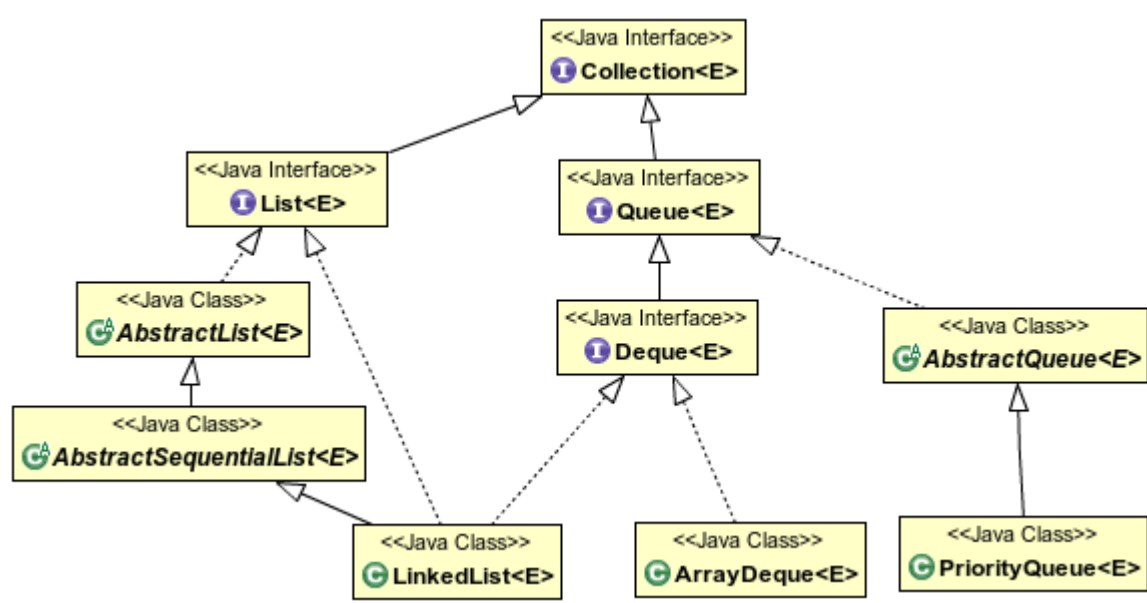 <<Java Interface>>
Collection<E>
<<Java Interface>>
List<E>
<<Java Interface>>
Queue<E>
<<Java Class>>
AbstractList<E>
<<Java Interface>>
Deque<E>
<<Java Class>>
AbstractQueue<E>
<<Java Class>>
AbstractSequentialList<E>
<<Java Class>>
LinkedList<E>
<<Java Class>>
ArrayDeque<E>
<<Java Class>>
PriorityQueue<E>